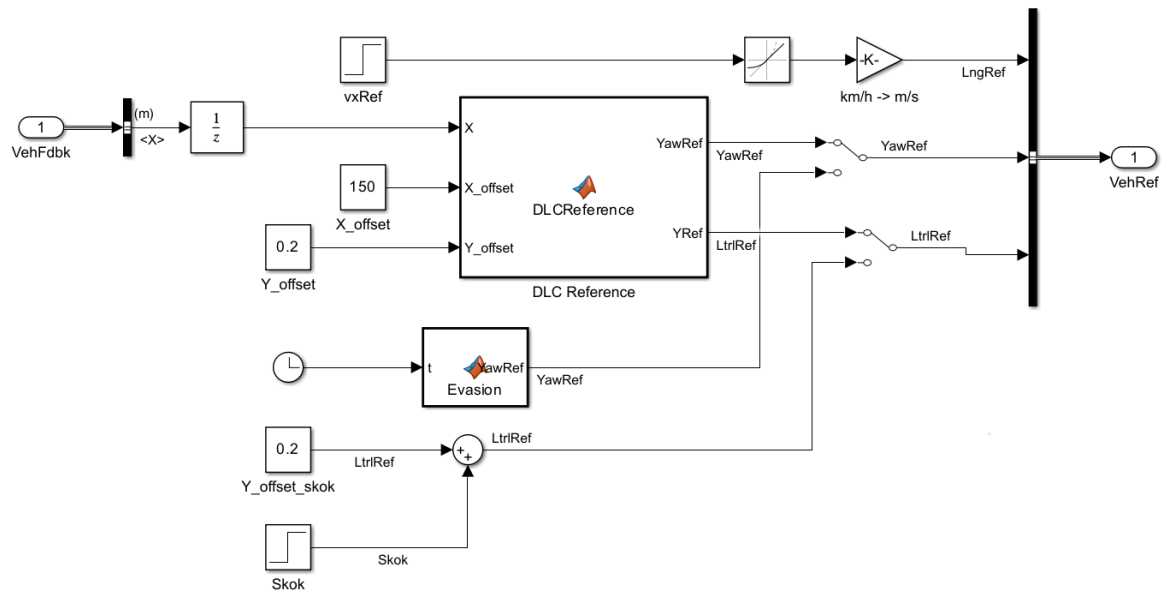 vxRef
-K-
km/h -> m/s
LngRef
1
VehFdbk
(m)
<X>
1
z
X
X_offset
Y_offset
DLCReference
YawRef
YRef
DLC Reference
150
X_offset
0.2
Y_offset
YawRef
LtrlRef
YawRef
LtrlRef
1
VehRef
t
YawRef
Evasion
YawRef
0.2
Y_offset_skok
LtrlRef
++
LtrlRef
Skok
Skok